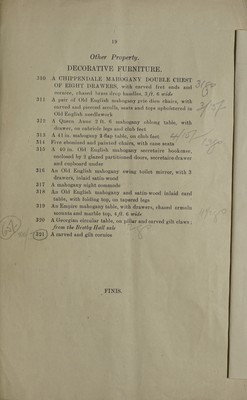 10
Other Property.
DECORATIVE FURNITURE.
310 A CHIPPENDALE MAHOGANY DOUBLE CHEST
OF EIGHT DRAWERS, with carved fret ends and
cornice, chased brass drop handles, 4 ft. 6 wide
311 A pair of Old English mahogany prie dieu chairs, with
carved and pierced scrolls, seats and tops upholstered in
Old English needlework
312 A Queen Anne 2 ft. 6 mahogany oblong table, with
drawer, on cabriole legs and club feet
313 A 41 in. mahogany 2 flap table, on club feet
314 Five ebonised and painted chairs, with cane seats
315 A 40 in. Old English mahogany secretaire bookcase,
enclosed by 2 glazed partitioned doors, secretaire drawer
and cupboard under
316 An Old English mahogany swing toilet mirror, with 3
drawers, inlaid satin-wood
317 A mahogany night commode
318 An Old English mahogany and satin-wood inlaid card
table, with folding top, on tapered legs
319 An Empire mahogany table, with drawers, chased ormolu
mounts and marble top, 4 ft. 6 wide
320 A Georgian circular table, on pillar and carved gilt claws;
from the Bretby Hall sale
321 A carved and gilt cornice
FINIS.